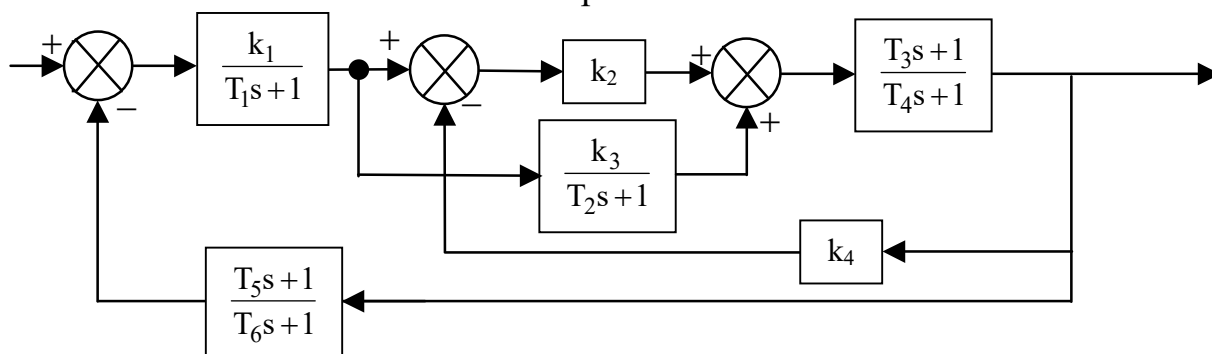 + k₁ + k₂ + T₃s+1
T₁s+1 T₄s+1
− − +
k₃
T₂s+1
k₄
T₅s+1
T₆s+1